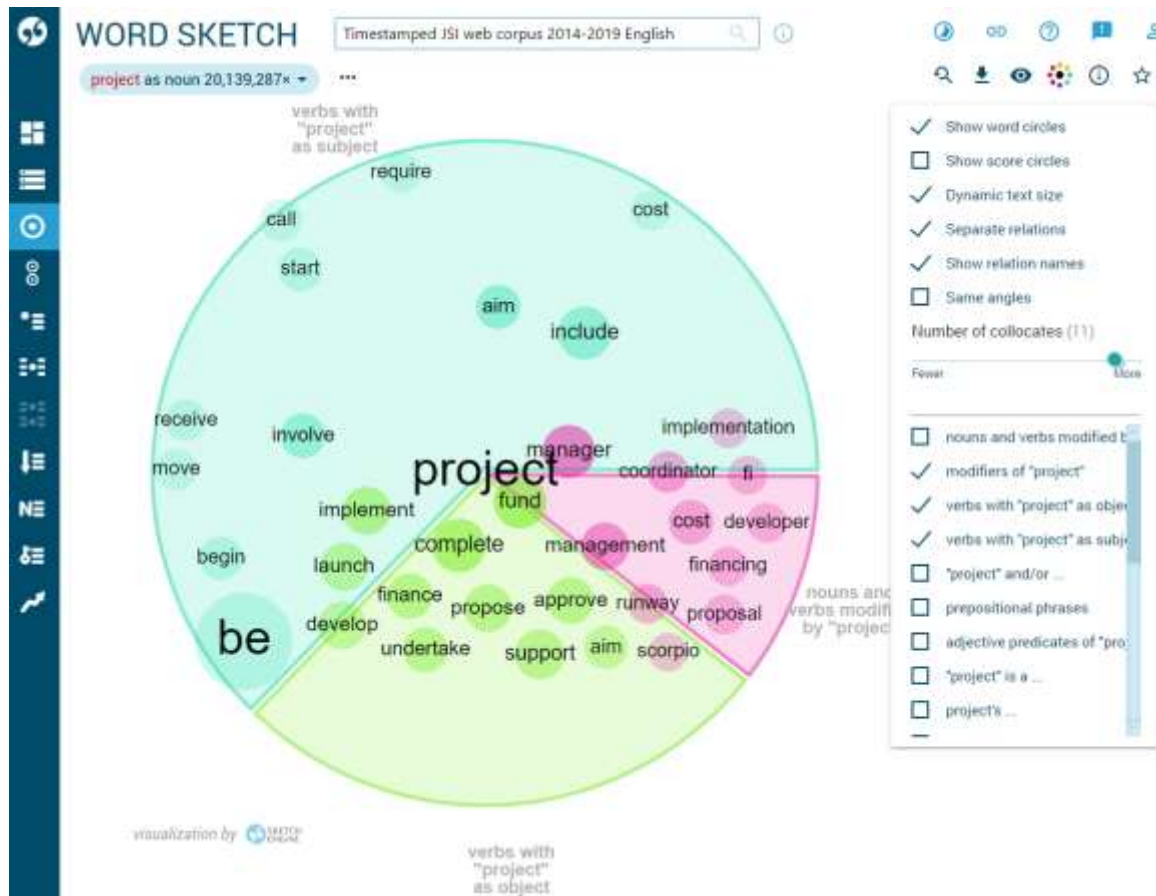 WORD SKETCH
Timestamped JSI web corpus 2014-2019 English
project as noun 20,139,287×
verbs with
"project"
as subject
require
call
cost
start
aim
include
receive
involve
move
implementation
manager
project
coordinator
fi
fund
implement
cost
developer
complete
management
begin
launch
financing
finance
propose
approve
runway
proposal
nouns and
verbs modifi
by "projec
be
develop
undertake
support
aim
scorpio
visualization by SKETCH
ENGINE
verbs with
"project"
as object
Show word circles
Show score circles
Dynamic text size
Separate relations
Show relation names
Same angles
Number of collocates (11)
Fewer
More
nouns and verbs modified b
modifiers of "project"
verbs with "project" as obje
verbs with "project" as subj
"project" and/or ...
prepositional phrases
adjective predicates of "pro
"project" is a ...
project's ...